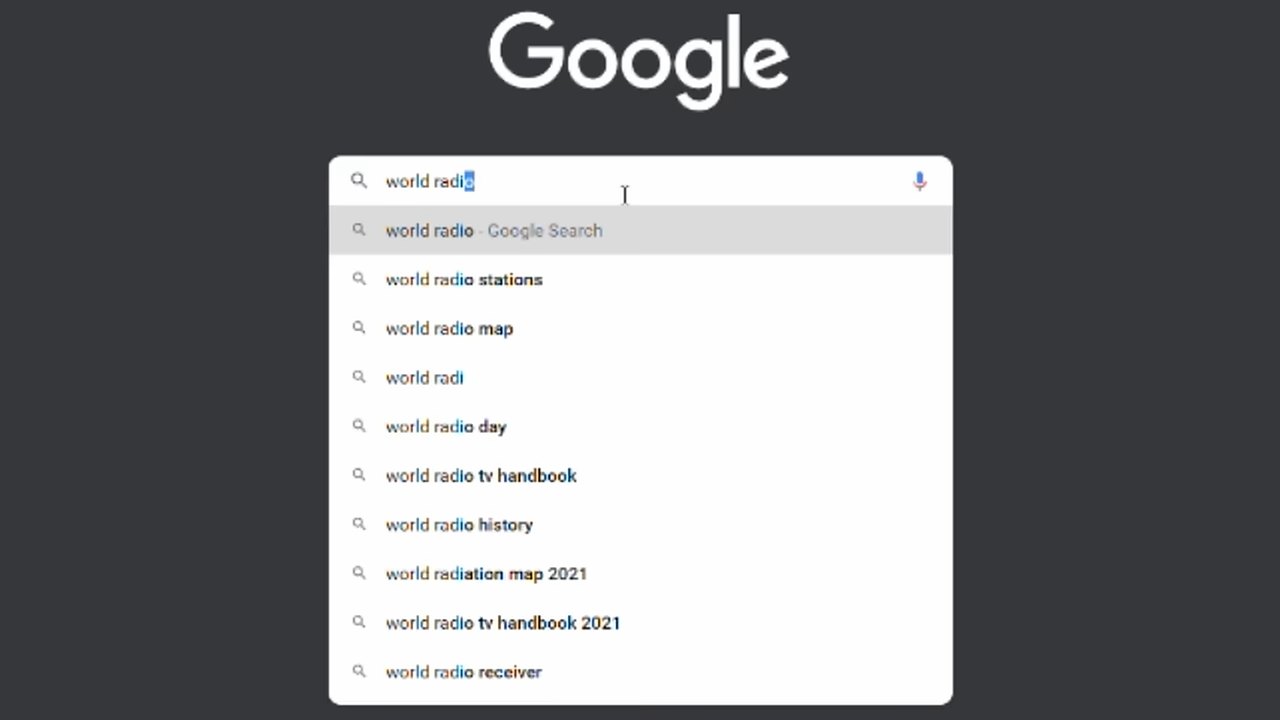 Google
world radio
world radio - Google Search
world radio stations
world radio map
world radi
world radio day
world radio tv handbook
world radio history
world radiation map 2021
world radio tv handbook 2021
world radio receiver